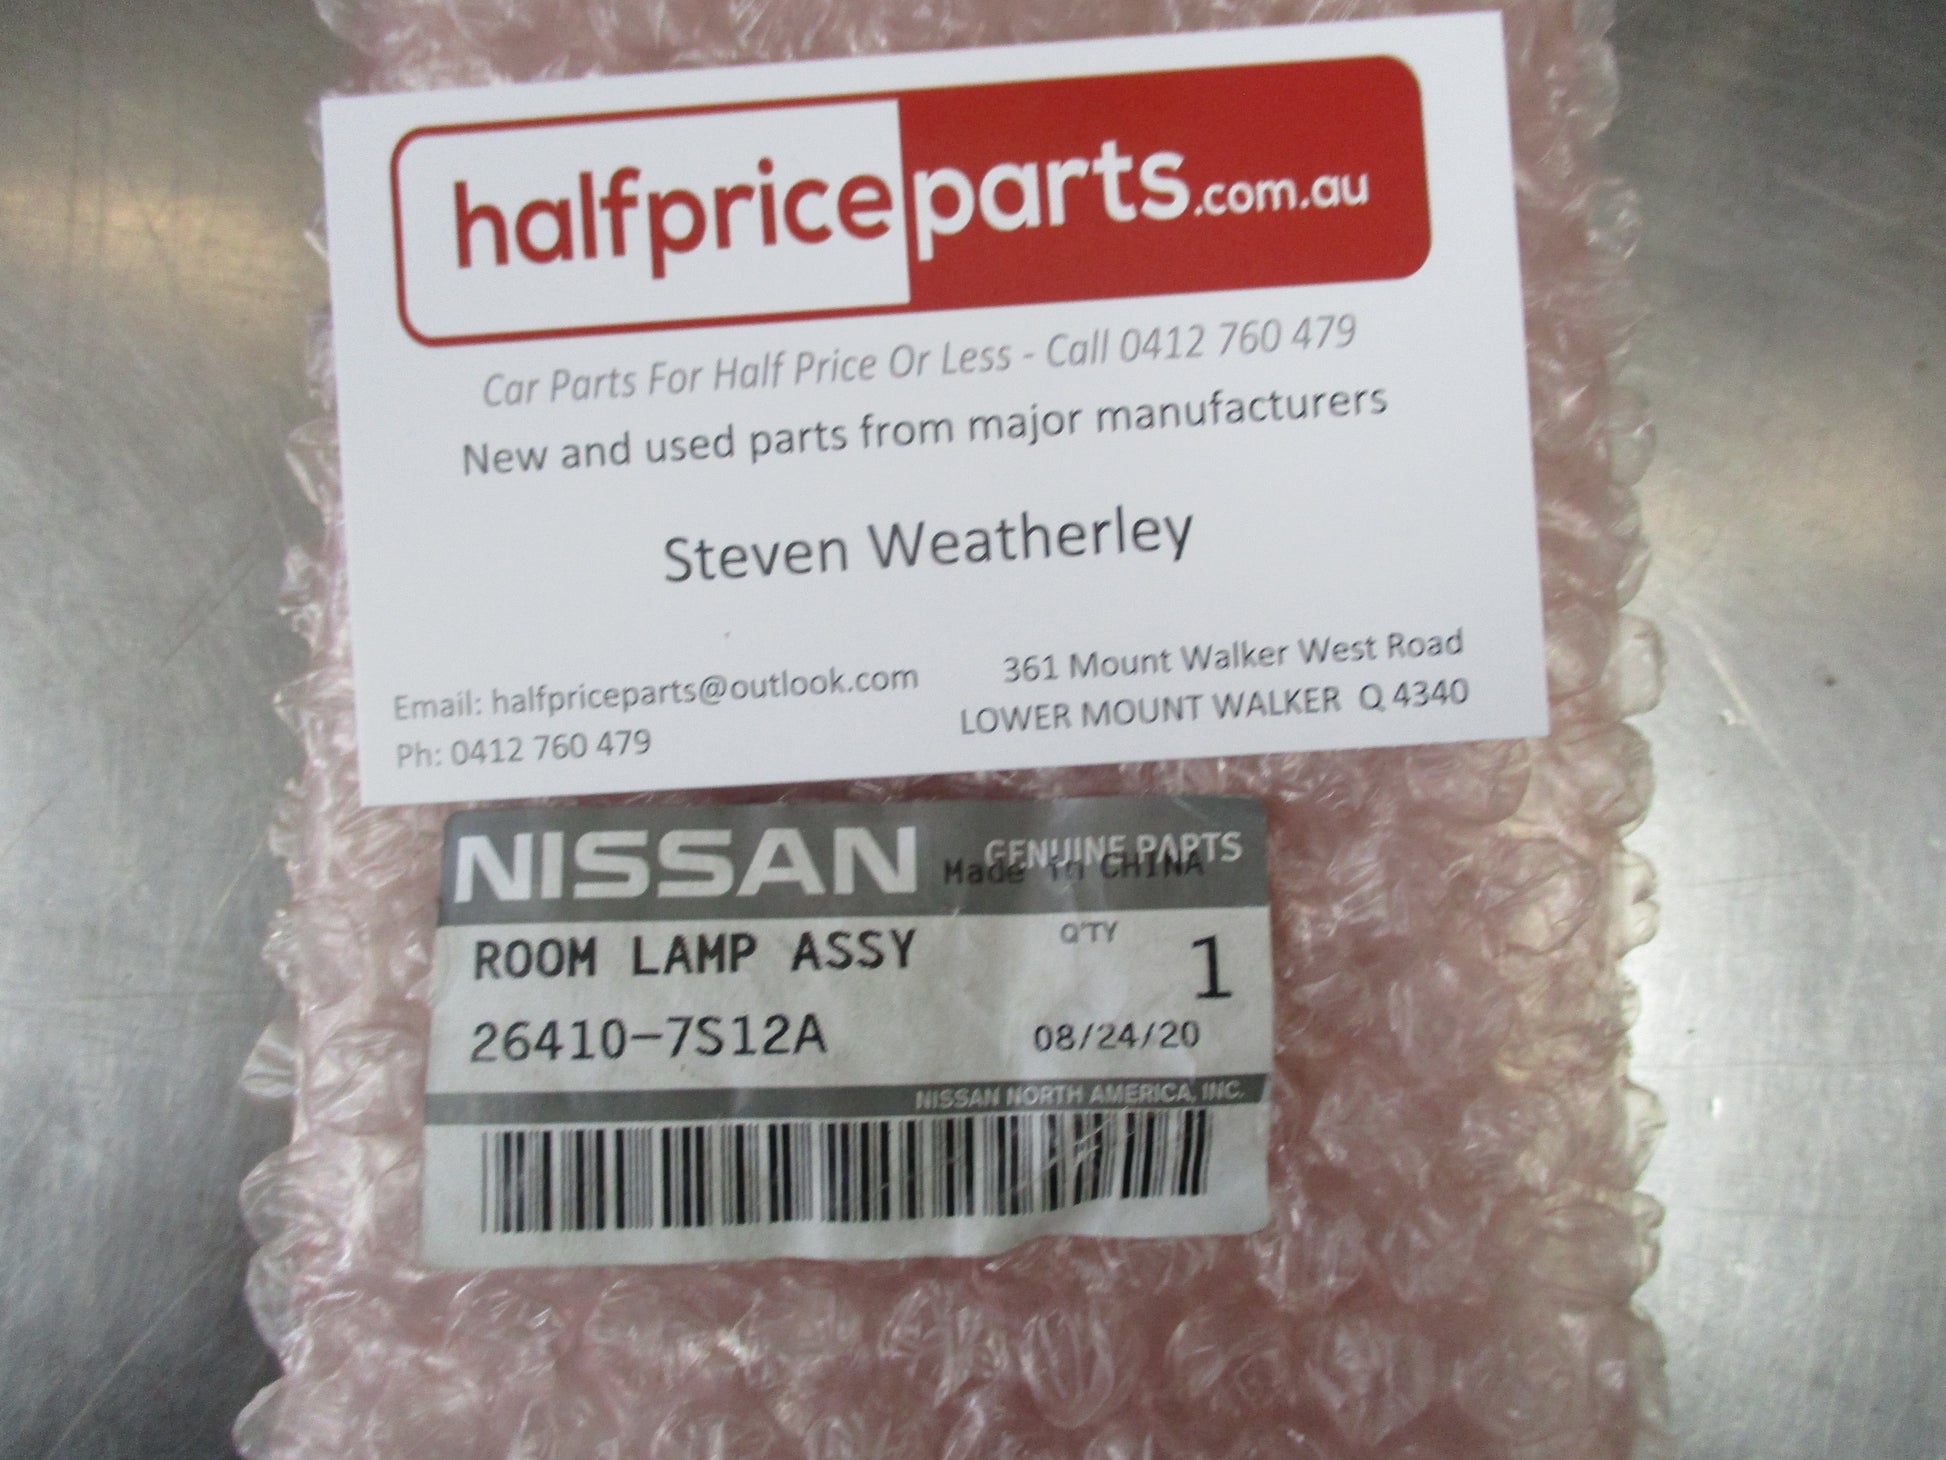 halfpriceparts.com.au
Car Parts For Half Price Or Less - Call 0412 760 479
New and used parts from major manufacturers
Steven Weatherley
Email: halfpriceparts@outlook.com
Ph: 0412 760 479
361 Mount Walker West Road
LOWER MOUNT WALKER Q 4340
NISSAN GENUINE PARTS
Made in CHINA
ROOM LAMP ASSY Q'TY 1
26410-7S12A 08/24/20
NISSAN NORTH AMERICA, INC.